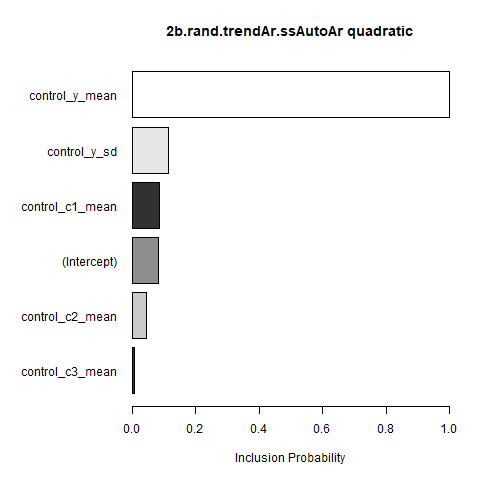 2b.rand.trendAr.ssAutoAr quadratic
control_y_mean
control_y_sd
control_c1_mean
(Intercept)
control_c2_mean
control_c3_mean
0.0 0.2 0.4 0.6 0.8 1.0
Inclusion Probability